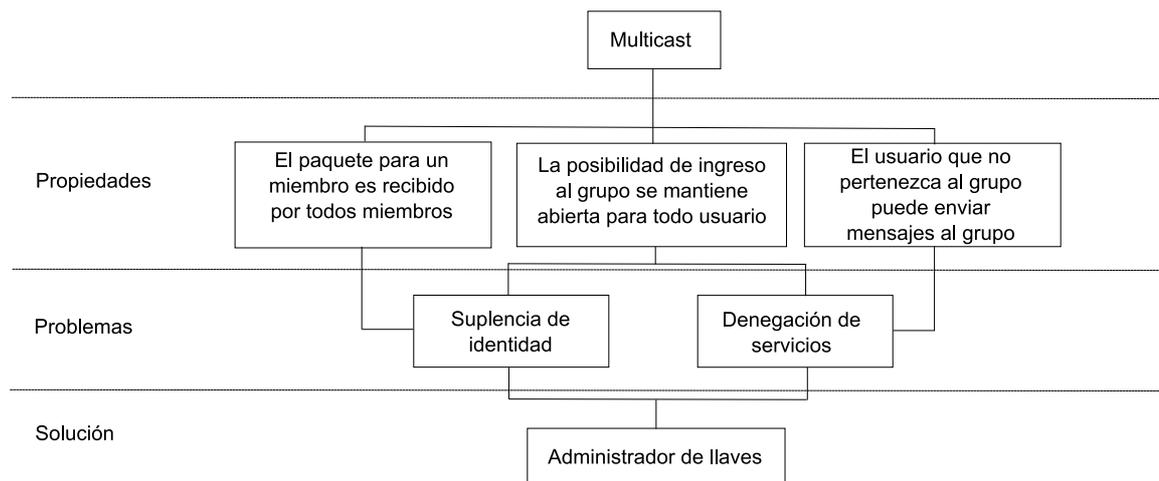 Multicast
Propiedades
El paquete para un
miembro es recibido
por todos miembros
La posibilidad de ingreso
al grupo se mantiene
abierta para todo usuario
El usuario que no
pertenezca al grupo
puede enviar
mensajes al grupo
Problemas
Suplencia de
identidad
Denegación de
servicios
Solución
Administrador de llaves